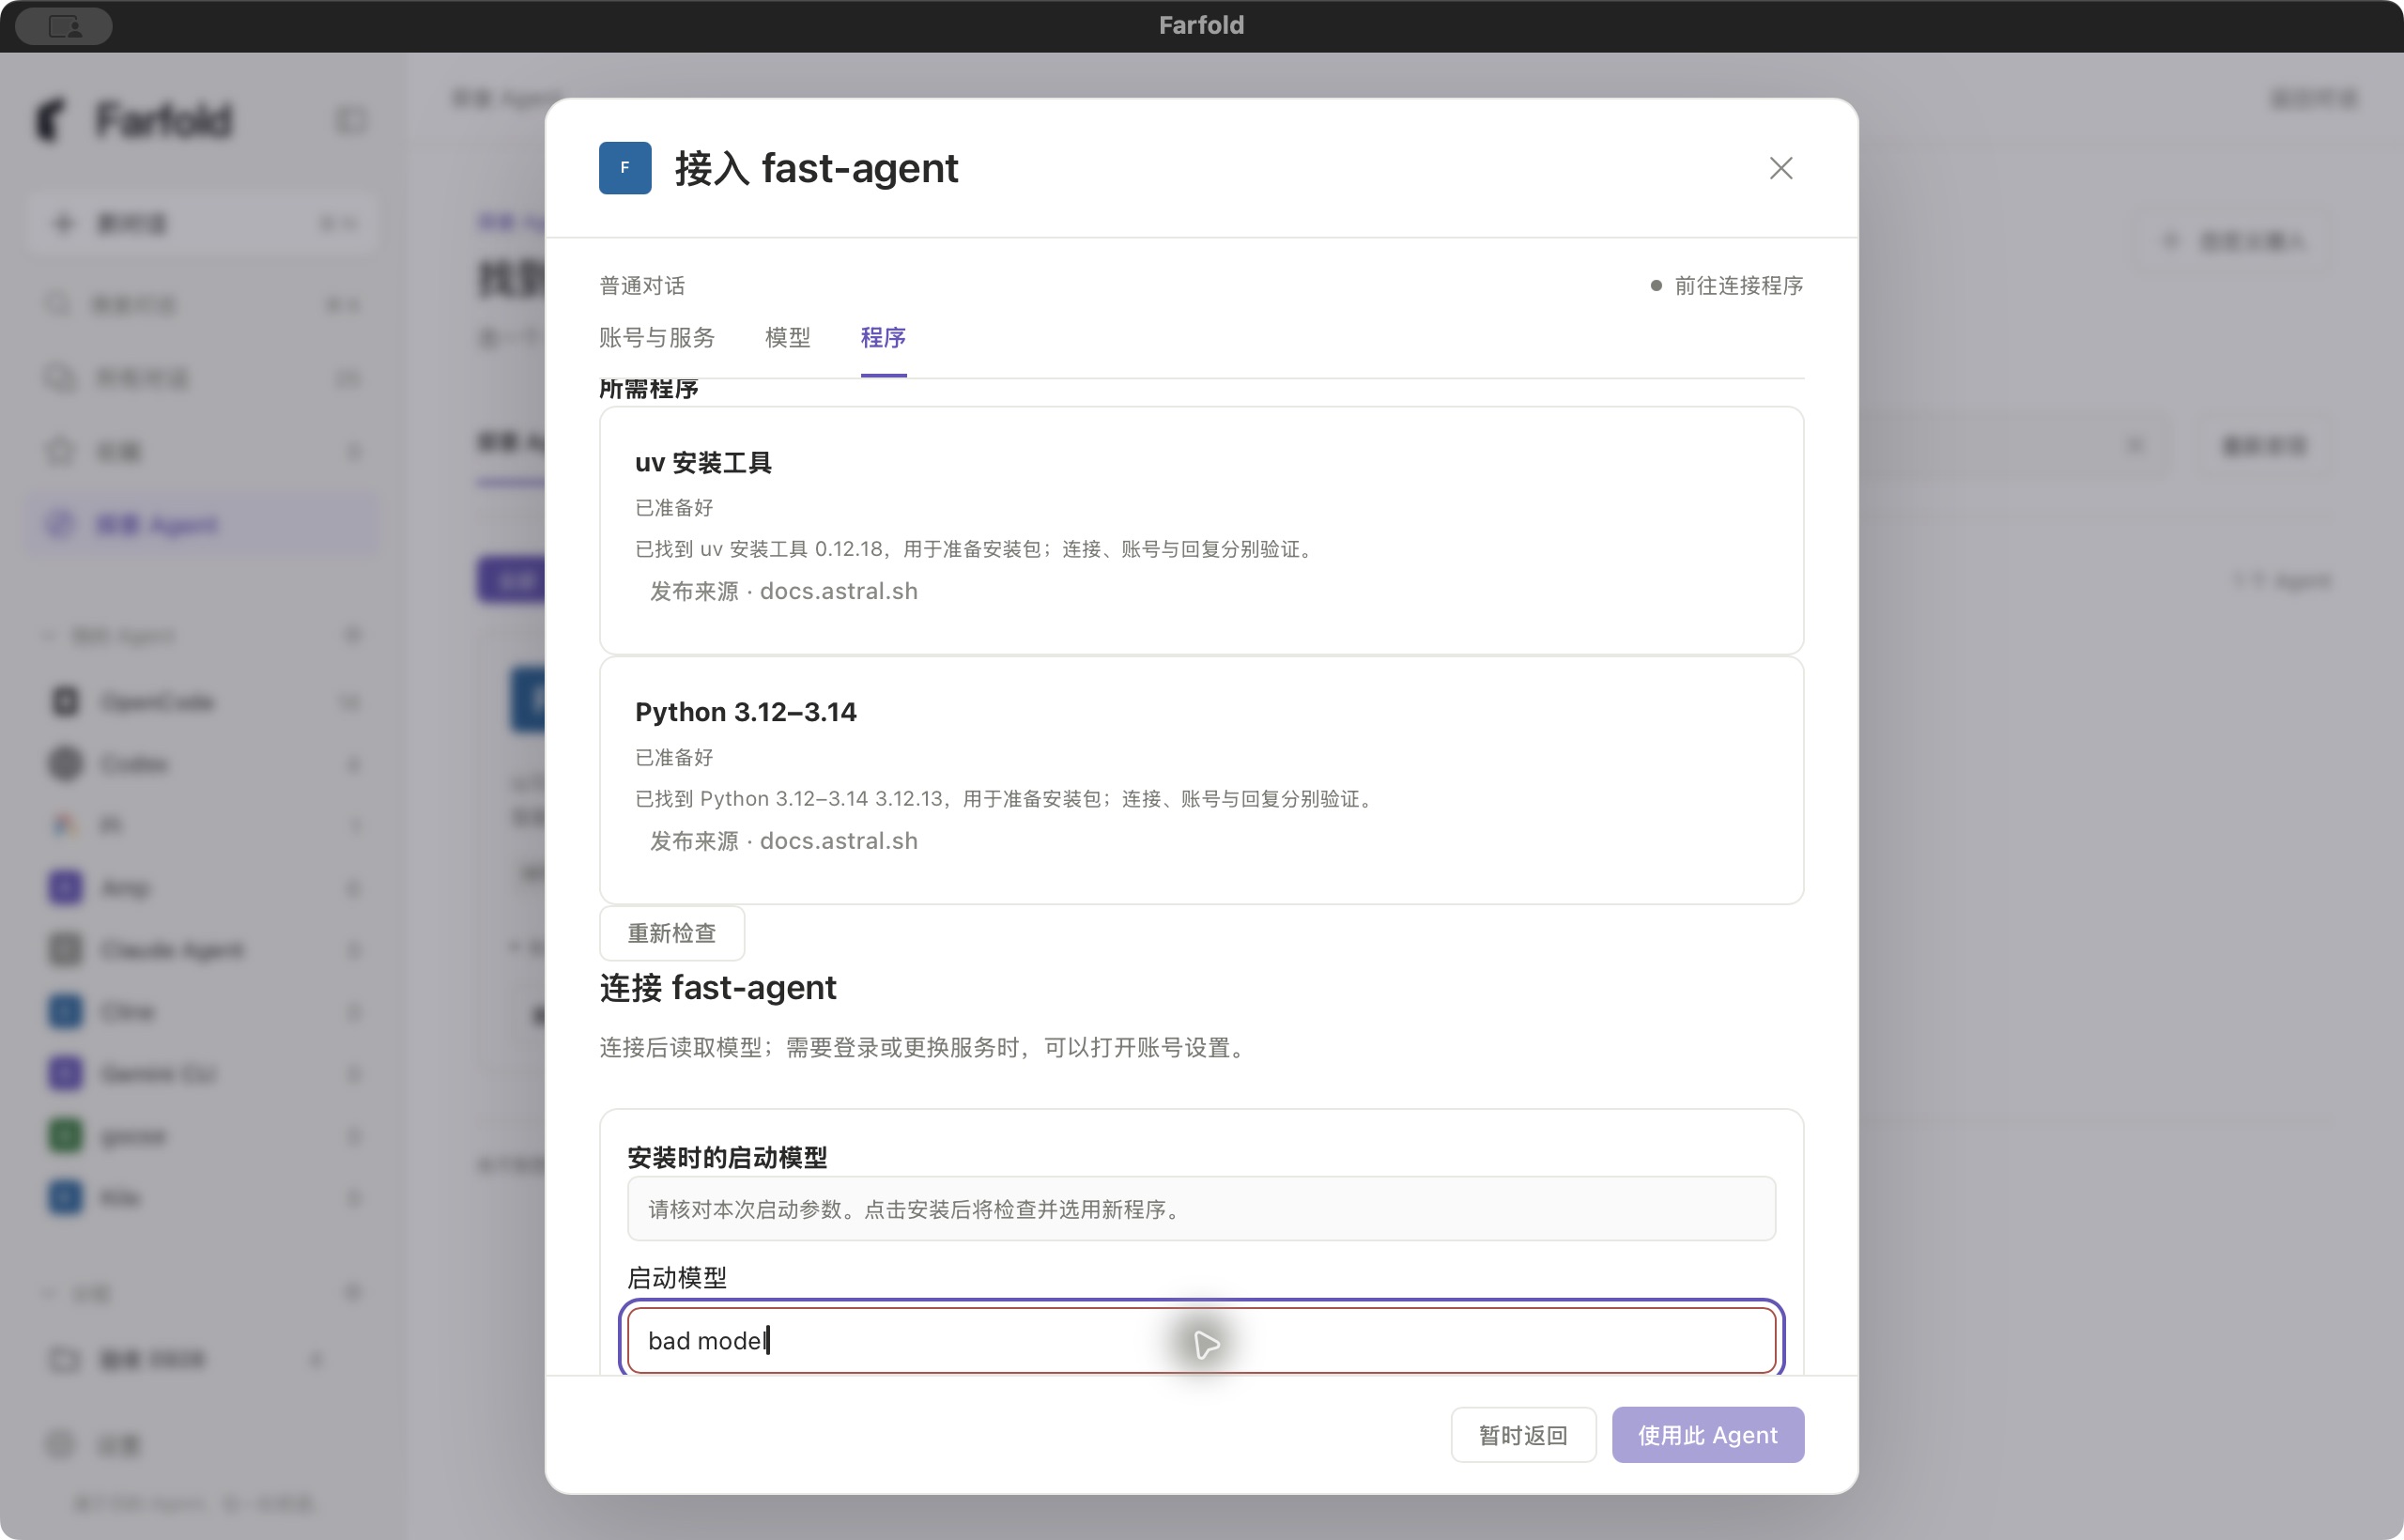 Farfold
Farfold
F
接入 fast-agent
普通对话
前往连接程序
账号与服务
模型
程序
所需程序
uv 安装工具
已准备好
已找到 uv 安装工具 0.12.18，用于准备安装包；连接、账号与回复分别验证。
发布来源 · docs.astral.sh
Python 3.12–3.14
已准备好
已找到 Python 3.12–3.14 3.12.13，用于准备安装包；连接、账号与回复分别验证。
发布来源 · docs.astral.sh
重新检查
连接 fast-agent
连接后读取模型；需要登录或更换服务时，可以打开账号设置。
安装时的启动模型
请核对本次启动参数。点击安装后将检查并选用新程序。
启动模型
bad model
暂时返回
使用此 Agent
OpenCode
Codex
Amp
Claude Agent
Cline
Gemini CLI
goose